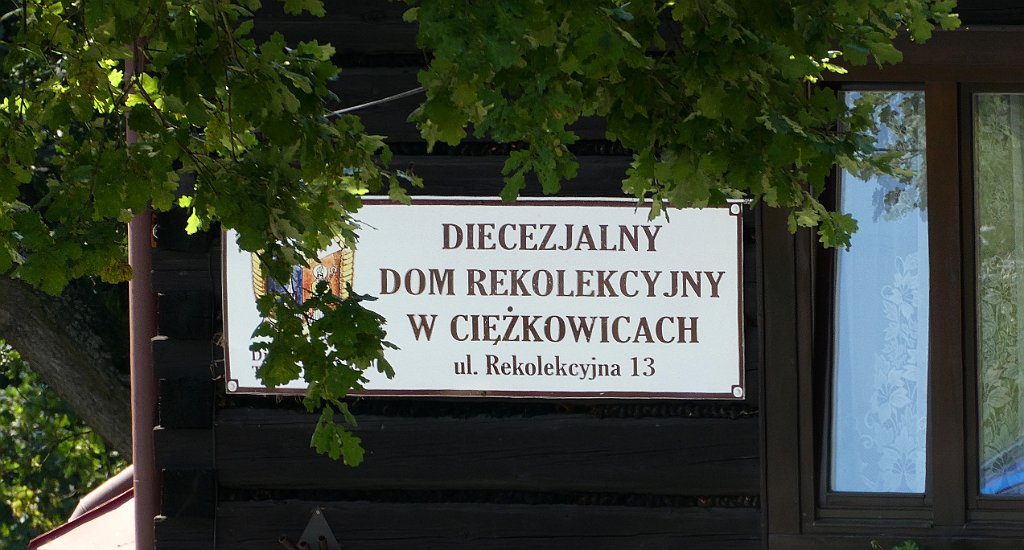 DIECEZJALNY
DOM REKOLEKCYJNY
W CIĘŻKOWICACH
ul. Rekolekcyjna 13